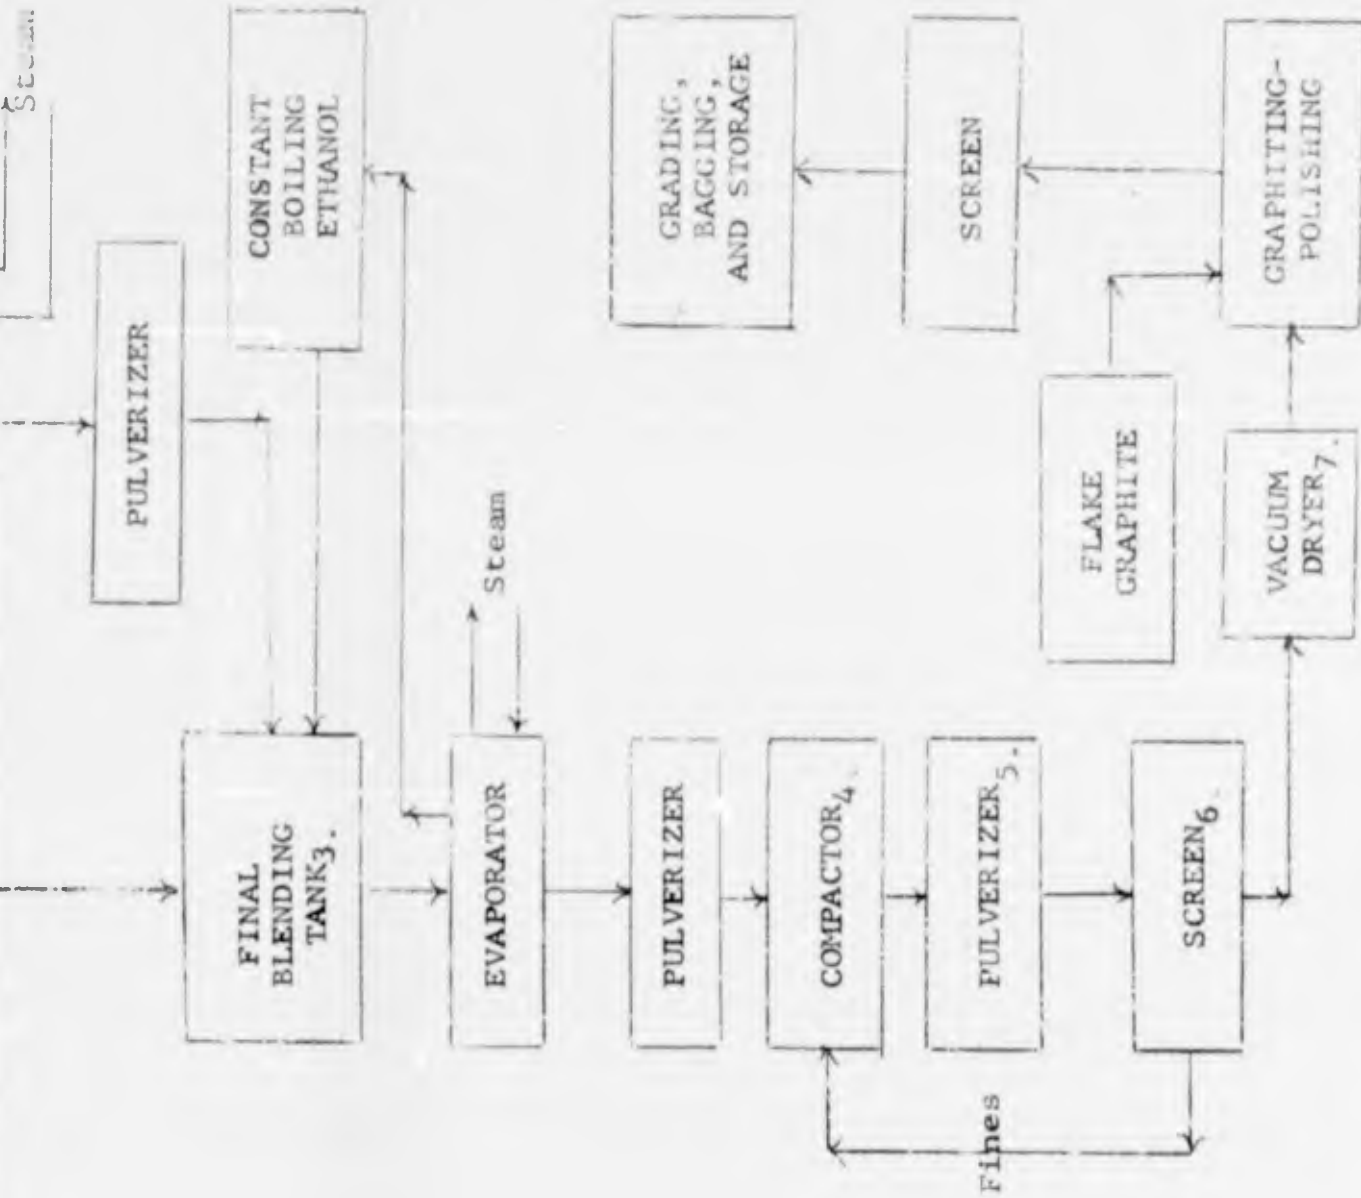 Steam
PULVERIZER
CONSTANT
BOILING
ETHANOL
FINAL
BLENDING
TANK3.
EVAPORATOR
Steam
PULVERIZER
COMPACTOR4.
PULVERIZER5.
SCREEN6.
Fines
VACUUM
DRYER7.
FLAKE
GRAPHITE
GRAPHITING-
POLISHING
SCREEN
GRADING,
BAGGING,
AND STORAGE